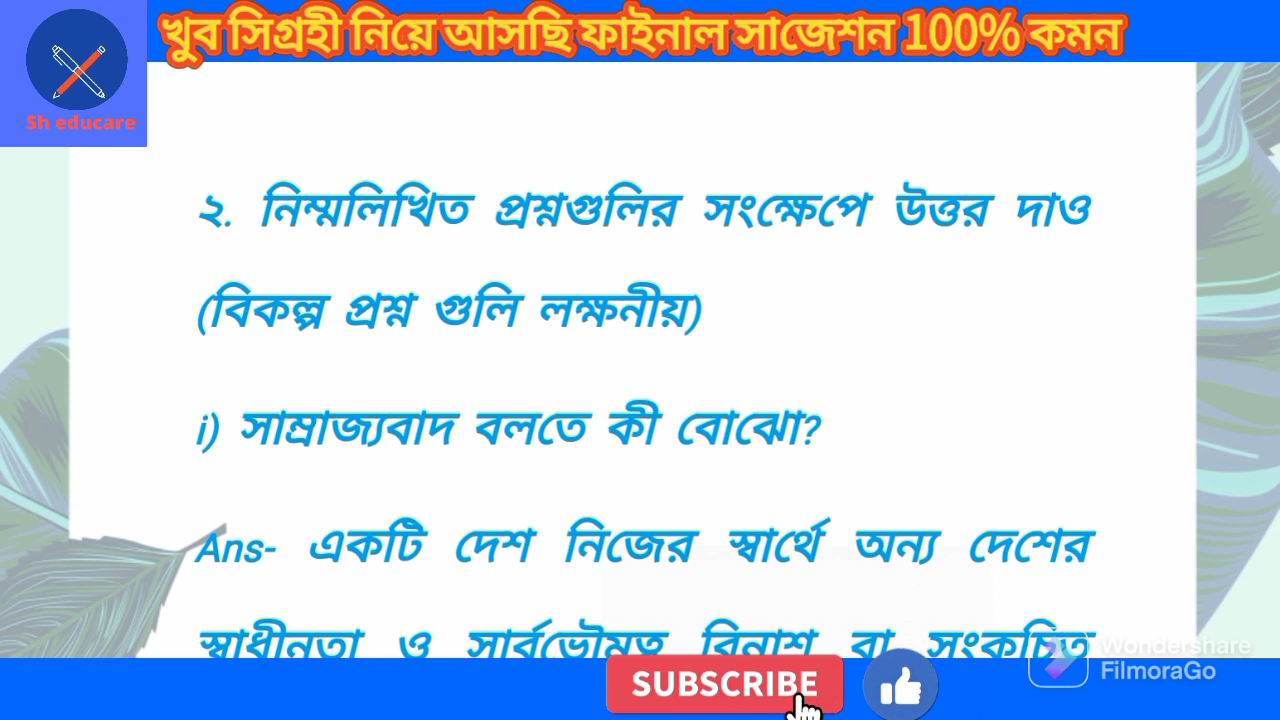 খুব সিগ্রহী নিয়ে আসছি ফাইনাল সাজেশন 100% কমন
Sh educare
২. নিম্মলিখিত প্রশ্নগুলির সংক্ষেপে উত্তর দাও
(বিকল্প প্রশ্ন গুলি লক্ষনীয়)
i) সাম্রাজ্যবাদ বলতে কী বোঝো?
Ans- একটি দেশ নিজের স্বার্থে অন্য দেশের
স্বাধীনতা ও সার্বভৌমত্ব বিনাশ বা সংকুচিত
Wondershare
FilmoraGo
SUBSCRIBE